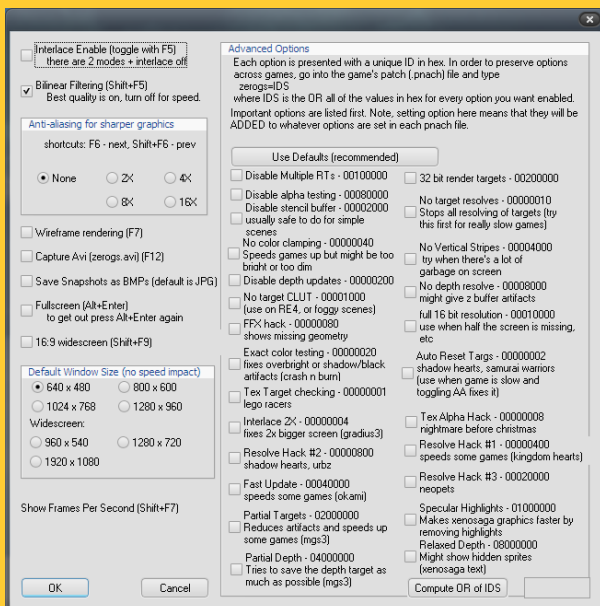 Interlace Enable (toggle with F5)
there are 2 modes + interlace off
Bilinear Filtering (Shift+F5)
Best quality is on, turn off for speed.
Anti-aliasing for sharper graphics
shortcuts: F6 - next, Shift+F6 - prev
None
2X
4X
8X
16X
Wireframe rendering (F7)
Capture Avi (zerogs.avi) (F12)
Save Snapshots as BMPs (default is JPG)
Fullscreen (Alt+Enter)
to get out press Alt+Enter again
16:9 widescreen (Shift+F9)
Default Window Size (no speed impact)
640 x 480
800 x 600
1024 x 768
1280 x 960
Widescreen:
960 x 540
1280 x 720
1920 x 1080
Show Frames Per Second (Shift+F7)
OK
Cancel
Advanced Options
Each option is presented with a unique ID in hex. In order to preserve options
across games, go into the game's patch (.pnach) file and type
zerogs=IDS
where IDS is the OR all of the values in hex for every option you want enabled.
Important options are listed first. Note, setting option here means that they will be
ADDED to whatever options are set in each pnach file.
Use Defaults (recommended)
Disable Multiple RTs - 00100000
Disable alpha testing - 00080000
Disable stencil buffer - 00002000
usually safe to do for simple
scenes
No color clamping - 00000040
Speeds games up but might be too
bright or too dim
Disable depth updates - 00000200
No target CLUT - 00001000
(use on RE4, or foggy scenes)
FFX hack - 00000080
shows missing geometry
Exact color testing - 00000020
fixes overbright or shadow/black
artifacts (crash n burn)
Tex Target checking - 00000001
lego racers
Interlace 2X - 00000004
fixes 2x bigger screen (gradius3)
Resolve Hack #2 - 00000800
shadow hearts, urbz
Fast Update - 00040000
speeds some games (okami)
Partial Targets - 02000000
Reduces artifacts and speeds up
some games (mgs3)
Partial Depth - 04000000
Tries to save the depth target as
much as possible (mgs3)
32 bit render targets - 00200000
No target resolves - 00000010
Stops all resolving of targets (try
this first for really slow games)
No Vertical Stripes - 00004000
try when there's a lot of
garbage on screen
No depth resolve - 00008000
might give z buffer artifacts
full 16 bit resolution - 00010000
use when half the screen is missing,
etc
Auto Reset Targs - 00000002
shadow hearts, samurai warriors
(use when game is slow and
toggling AA fixes it)
Tex Alpha Hack - 00000008
nightmare before christmas
Resolve Hack #1 - 00000400
speeds some games (kingdom hearts)
Resolve Hack #3 - 00020000
neopets
Specular Highlights - 01000000
Makes xenosaga graphics faster by
removing highlights
Relaxed Depth - 08000000
Might show hidden sprites
(xenosaga text)
Compute OR of IDS